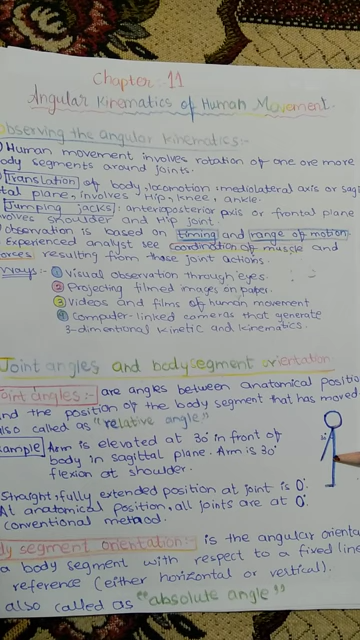 Chapter :- 11
Angular Kinematics of Human Movement.
observing the angular kinematics:-
Human movement involves rotation of one ore more
body segments around joints.
Translation of body, locomotion: mediolateral axis or sagi
tal plane, involves Hip, knee, ankle.
Jumping jacks: anterioposterior axis or frontal plane
volves shoulder and hip joint.
observation is based on timing and range of motion.
Experienced analyst see coordination of muscle and
forces resulting from those joint actions.
ways:- ① Visual observation through eyes.
② Projecting filmed images on paper.
③ Videos and films of human movement
④ Computer-linked cameras that generate
3-dimentional kinetic and kinematics.
Joint angles and body segment orientation
Joint angles:- are angles between anatomical positio
and the position of the body segment that has moved.
also called as "relative angle"
Example Arm is elevated at 30° in front of
body in sagittal plane. Arm is 30°
flexion at shoulder.
Straight, fully extended position at joint is 0°.
At anatomical position, all joints are at 0°.
conventional method.
dy segment orientation:- is the angular orienta
a body segment with respect to a fixed line
reference (either horizontal or vertical).
also called as "absolute angle"